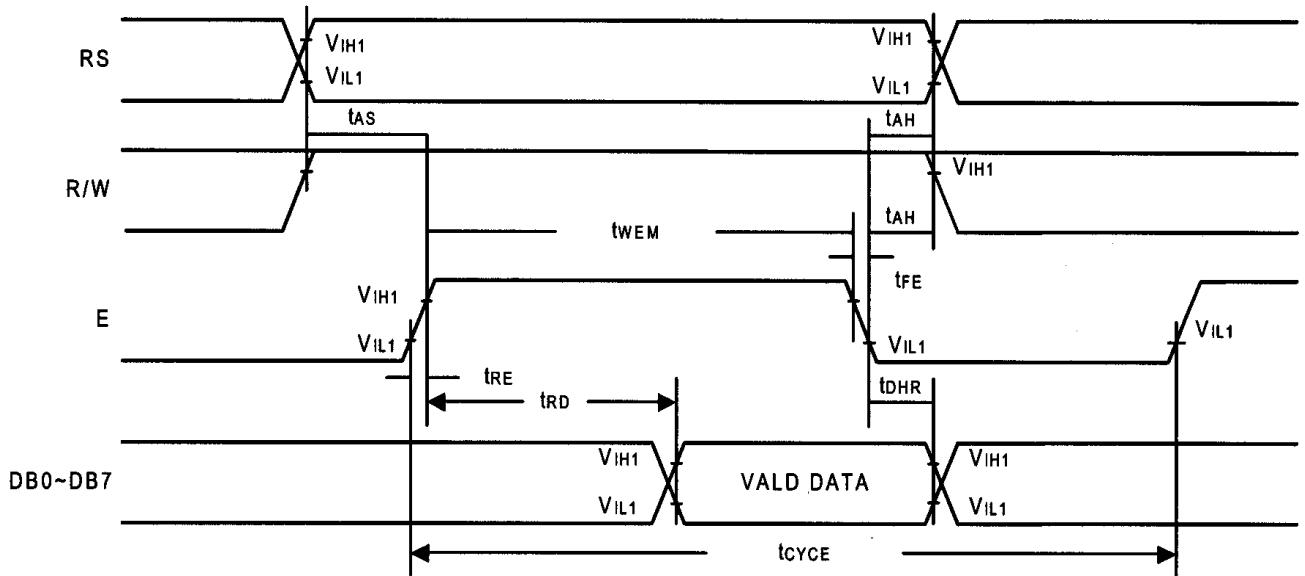 RS
VIH1
VIL1
VIH1
VIL1
tAS
tAH
R/W
VIH1
tWEM
tAH
tFE
E
VIH1
VIL1
VIL1
VIL1
tRE
tRD
tDHR
DB0~DB7
VIH1
VIL1
VALD DATA
VIH1
VIL1
tCYCE